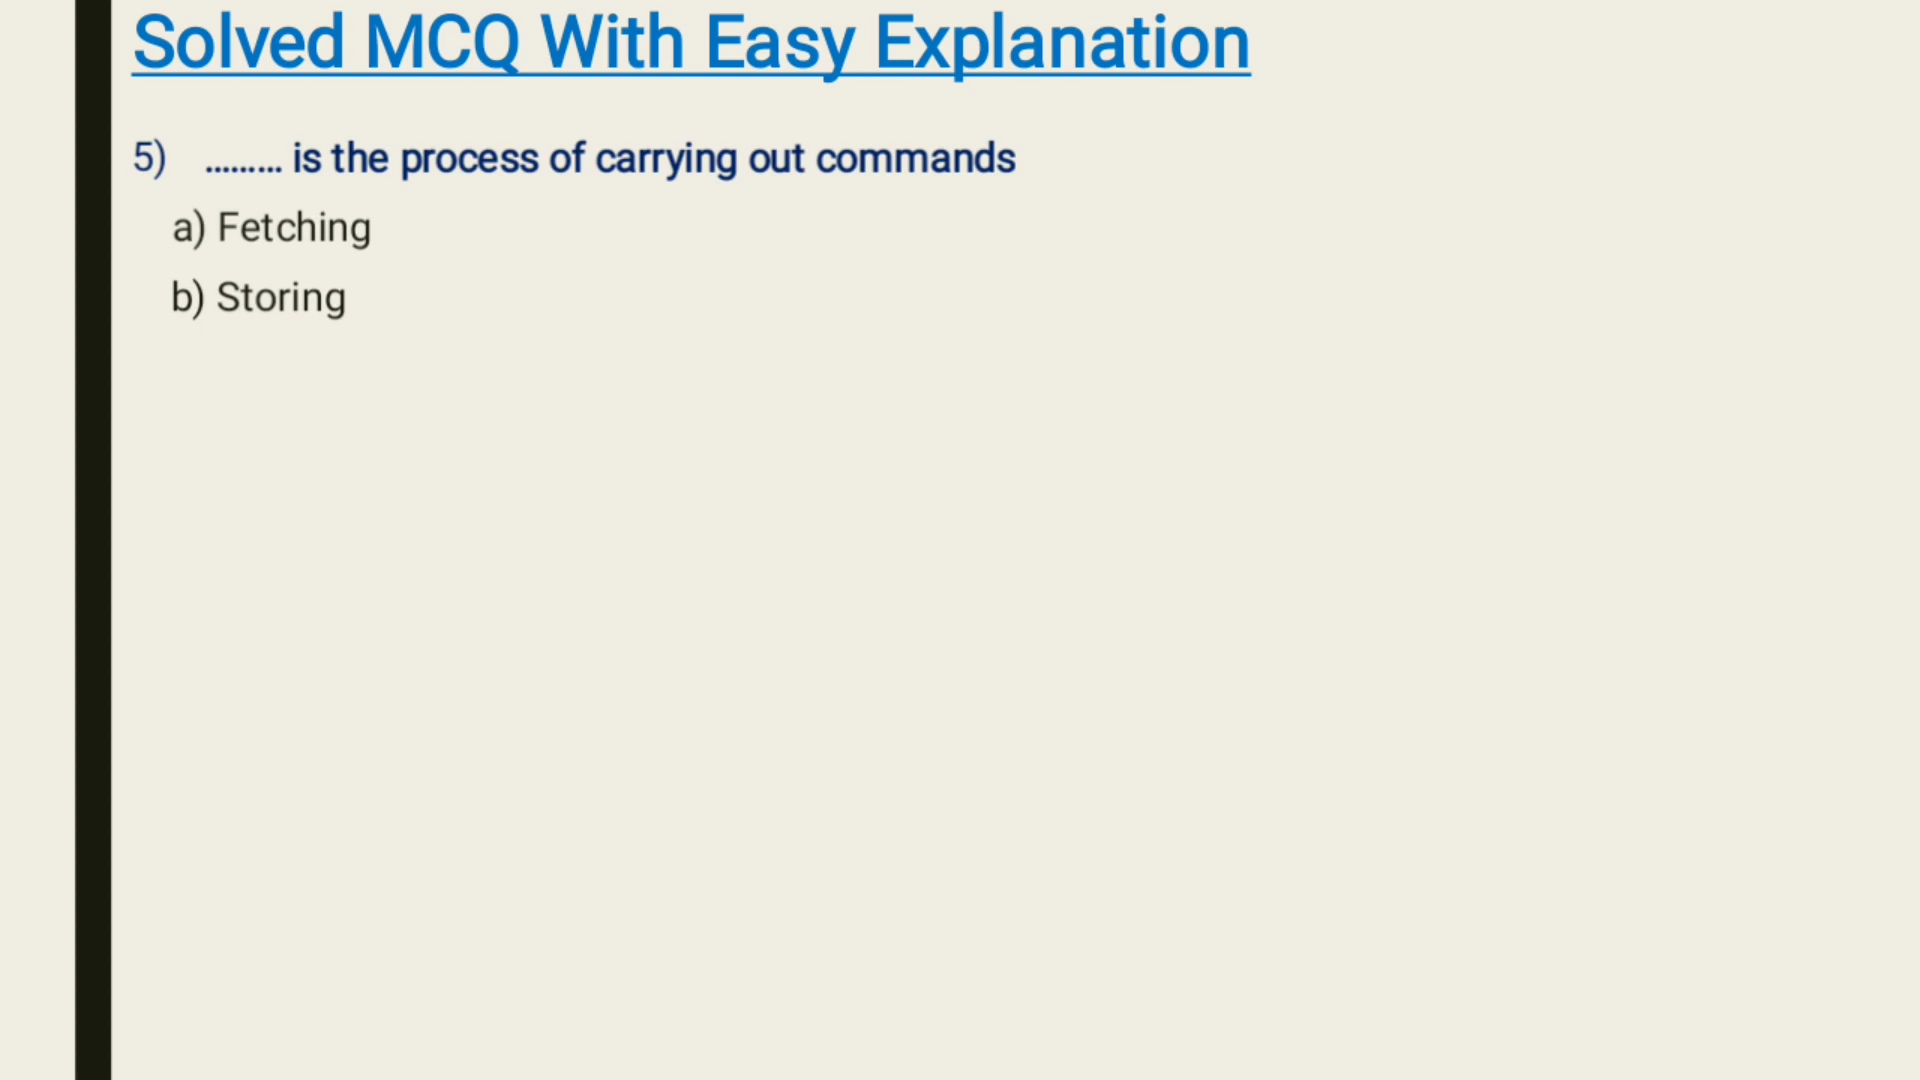 Solved MCQ With Easy Explanation
5) ......... is the process of carrying out commands
a) Fetching
b) Storing